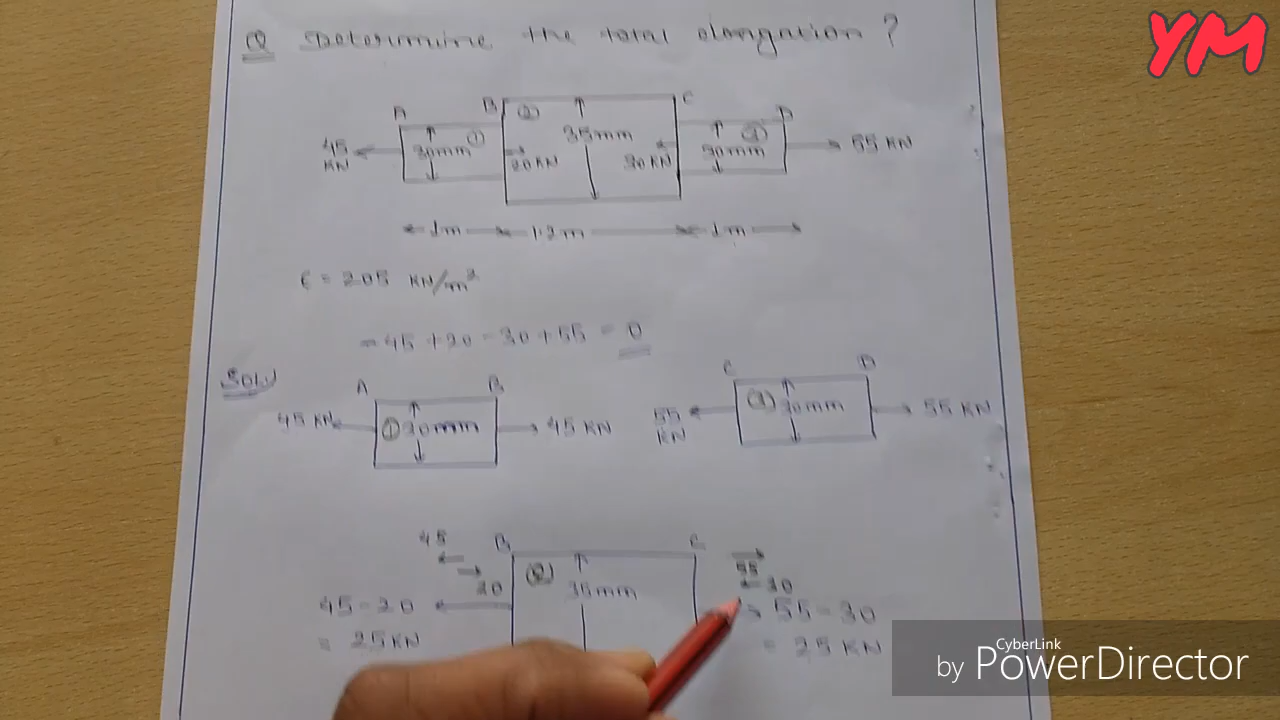 YM
Q Determine the total elongation ?
A B C D
① ② ③
45 KN 30mm 20 KN 35mm 30 KN 30mm 55 KN
1m 1.2m 1m
E = 205 KN/m²
= 45 + 20 - 30 + 55 = 0
Soln
A B C D
45 KN ① 30mm 45 KN 55 KN ③ 30mm 55 KN
45 B C 55
20 ② 35mm 30
45 - 20 = 55 - 30
= 25 KN = 25 KN
CyberLink
by PowerDirector